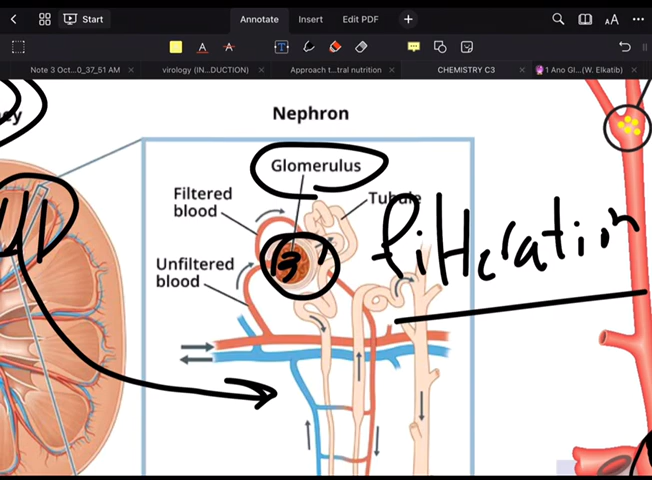 Start
Annotate
Insert
Edit PDF
Note 3 Oct...0_37_51 AM
virology (IN...DUCTION)
Approach t...tral nutrition
CHEMISTRY C3
1 Ano Gl...(W. Elkatib)
Nephron
Glomerulus
Filtered
blood
Tubule
filteration
Unfiltered
blood